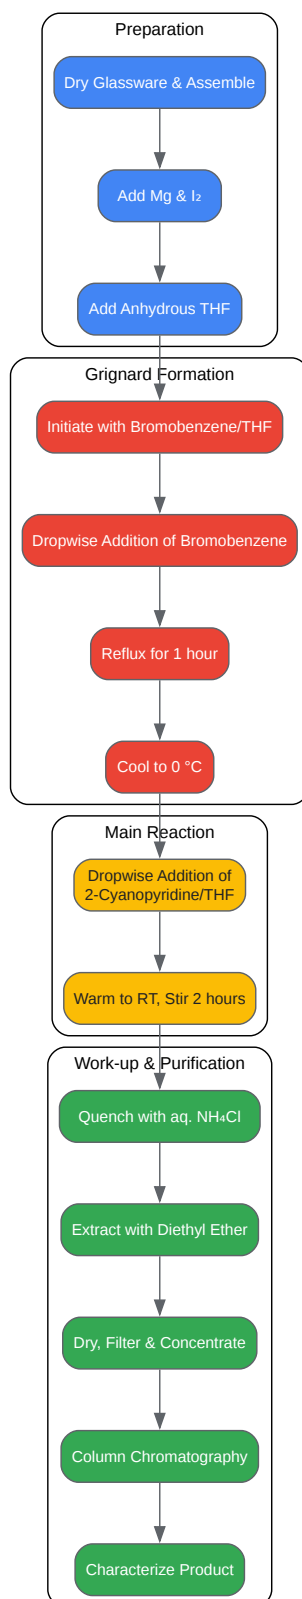 Preparation
Dry Glassware & Assemble
Add Mg & I₂
Add Anhydrous THF
Grignard Formation
Initiate with Bromobenzene/THF
Dropwise Addition of Bromobenzene
Reflux for 1 hour
Cool to 0 °C
Main Reaction
Dropwise Addition of
2-Cyanopyridine/THF
Warm to RT, Stir 2 hours
Work-up & Purification
Quench with aq. NH₄Cl
Extract with Diethyl Ether
Dry, Filter & Concentrate
Column Chromatography
Characterize Product